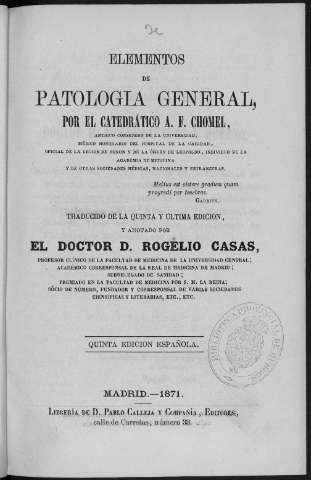 ELEMENTOS
DE
PATOLOGIA GENERAL,
POR EL CATEDRÁTICO A. F. CHOMEL,
ANTIGUO CONSEJERO DE LA UNIVERSIDAD,
MÉDICO HONORARIO DEL HOSPITAL DE LA CARIDAD,
OFICIAL DE LA LEGION DE HONOR Y DE LA ÓRDEN DE LEOPOLDO, INDIVIDUO DE LA
ACADEMIA DE MEDICINA
Y DE OTRAS SOCIEDADES MÉDICAS, NACIONALES Y EXTRANJERAS.
Melius est sistere gradum quam
progredi per tenebras.
GAUBIUS.
TRADUCIDO DE LA QUINTA Y ÚLTIMA EDICION,
Y ANOTADO POR
EL DOCTOR D. ROGÉLIO CASAS,
PROFESOR CLÍNICO DE LA FACULTAD DE MEDICINA DE LA UNIVERSIDAD CENTRAL;
ACADÉMICO CORRESPONSAL DE LA REAL DE MEDICINA DE MADRID;
SUBDELEGADO DE SANIDAD;
PREMIADO EN LA FACULTAD DE MEDICINA POR S. M. LA REINA;
SÓCIO DE NÚMERO, FUNDADOR Y CORRESPONSAL DE VARIAS SOCIEDADES
CIENTÍFICAS Y LITERARIAS, ETC., ETC.
QUINTA EDICION ESPAÑOLA.
MADRID.—1871.
LIBRERÍA DE D. PABLO CALLEJA Y COMPAÑÍA, EDITORES,
calle de Carretas, número 33.